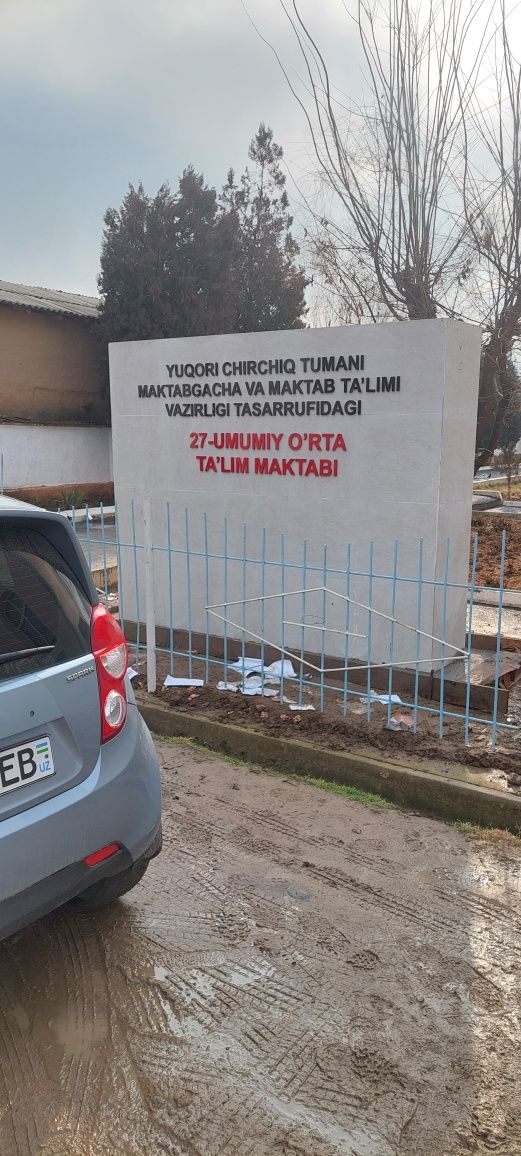 YUQORI CHIRCHIQ TUMANI
MAKTABGACHA VA MAKTAB TA'LIMI
VAZIRLIGI TASARRUFIDAGI
27-UMUMIY O'RTA
TA'LIM MAKTABI
SPARK
EB
UZ